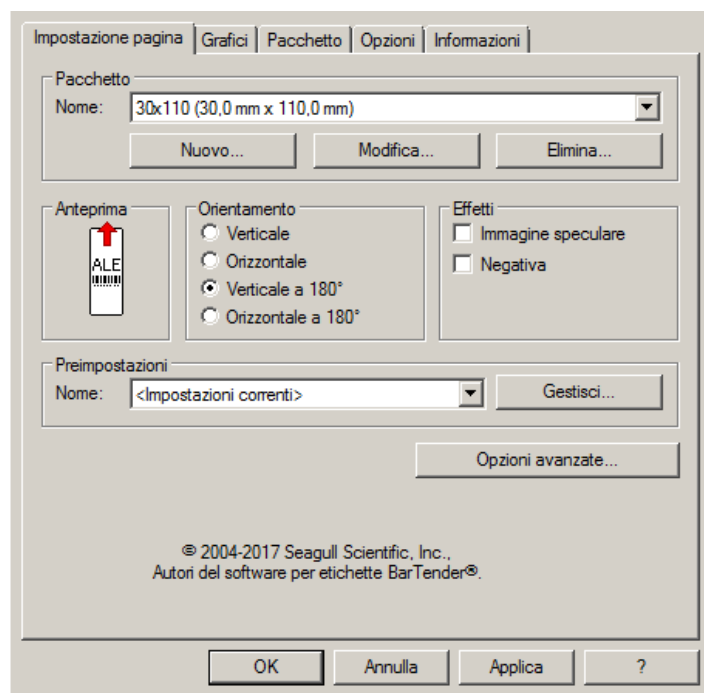 Impostazione pagina Grafici Pacchetto Opzioni Informazioni
Pacchetto
Nome: 30x110 (30,0 mm x 110,0 mm)
Nuovo... Modifica... Elimina...
Anteprima
ALE
Orientamento
Verticale
Orizzontale
Verticale a 180°
Orizzontale a 180°
Effetti
Immagine speculare
Negativa
Preimpostazioni
Nome: <Impostazioni correnti> Gestisci...
Opzioni avanzate...
© 2004-2017 Seagull Scientific, Inc.,
Autori del software per etichette BarTender®.
OK Annulla Applica ?